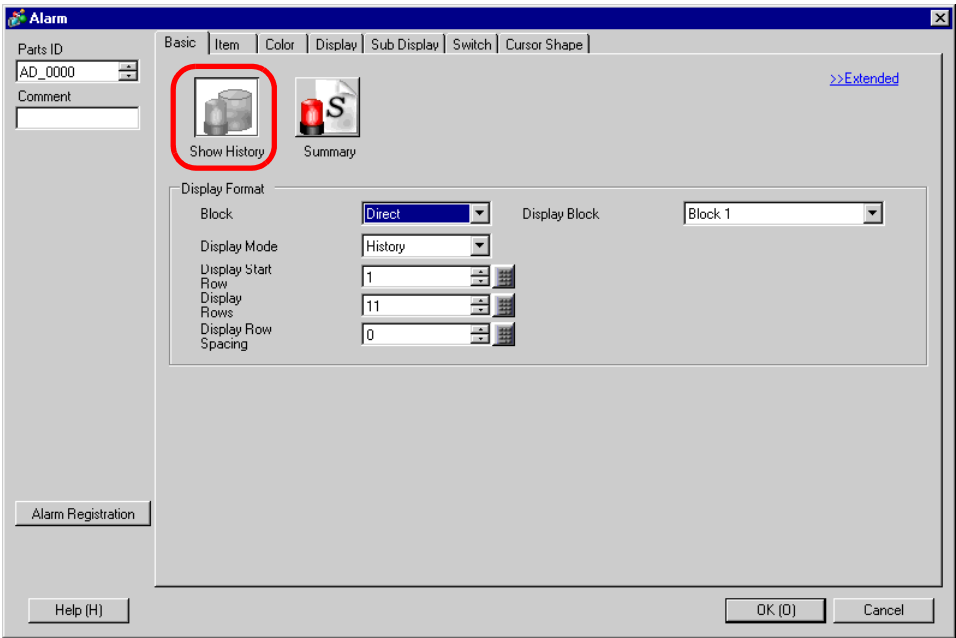 Alarm
Parts ID
AD_0000
Comment
Basic Item Color Display Sub Display Switch Cursor Shape
>>Extended
S
Show History Summary
Display Format
Block Direct Display Block Block 1
Display Mode History
Display Start
Row 1
Display
Rows 11
Display Row
Spacing 0
Alarm Registration
Help (H) OK (O) Cancel